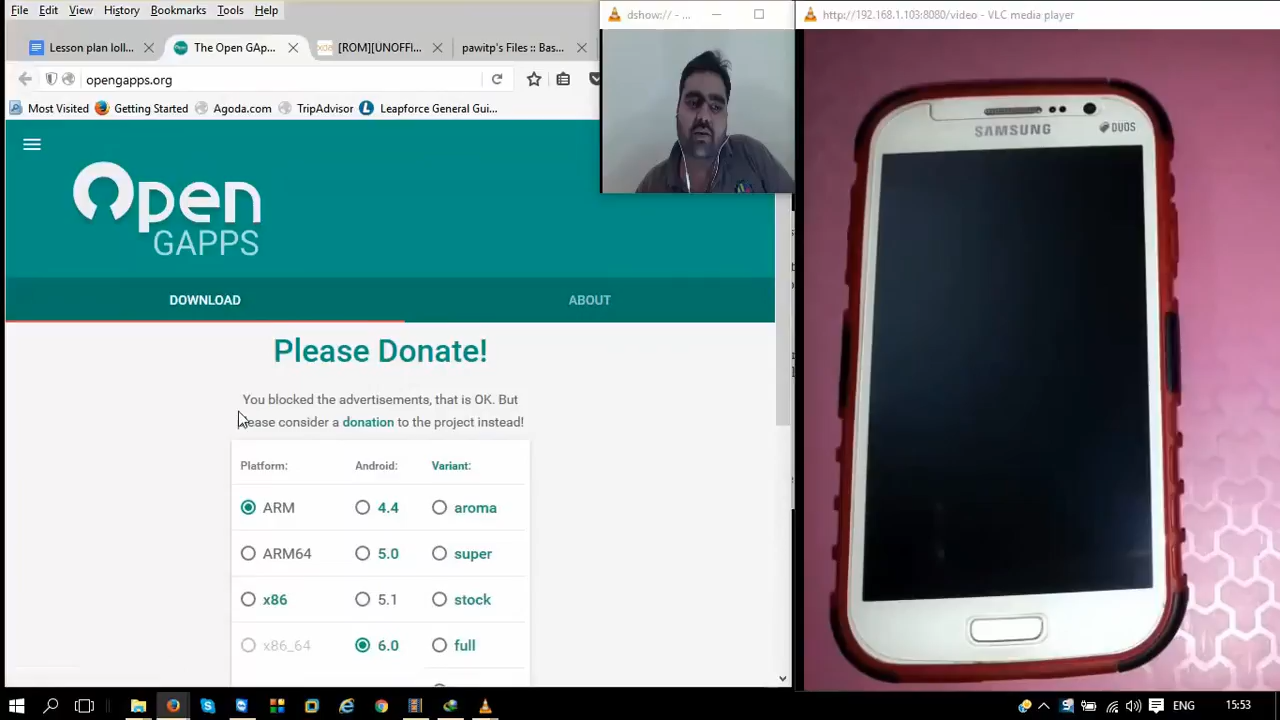 File Edit View History Bookmarks Tools Help
dshow:// - ...
http://192.168.1.103:8080/video - VLC media player
Lesson plan loll...
The Open GAp...
[ROM][UNOFFI...
pawitp's Files :: Bas...
opengapps.org
Most Visited Getting Started Agoda.com TripAdvisor Leapforce General Gui...
Open
GAPPS
DOWNLOAD ABOUT
Please Donate!
You blocked the advertisements, that is OK. But
please consider a donation to the project instead!
Platform: Android: Variant:
ARM 4.4 aroma
ARM64 5.0 super
x86 5.1 stock
x86_64 6.0 full
SAMSUNG DUOS
ENG 15:53